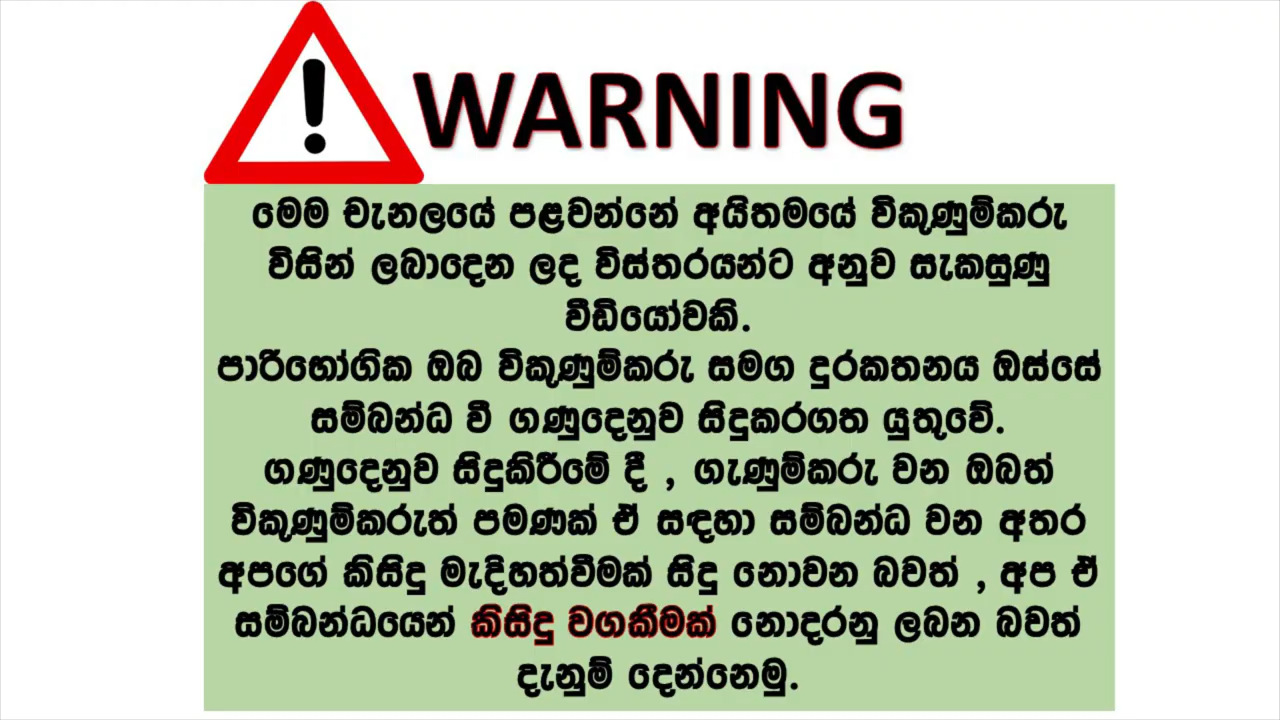 WARNING
මෙම චැනලයේ පළවන්නේ අයිතමයේ විකුණුම්කරු
විසින් ලබාදෙන ලද විස්තරයන්ට අනුව සැකසුණු
වීඩියෝවකි.
පාරිභෝගික ඔබ විකුණුම්කරු සමග දුරකතනය ඔස්සේ
සම්බන්ධ වී ගණුදෙනුව සිදුකරගත යුතුවේ.
ගණුදෙනුව සිදුකිරීමේ දී , ගැණුම්කරු වන ඔබත්
විකුණුම්කරුත් පමණක් ඒ සඳහා සම්බන්ධ වන අතර
අපගේ කිසිදු මැදිහත්වීමක් සිදු නොවන බවත් , අප ඒ
සම්බන්ධයෙන් කිසිදු වගකීමක් නොදරනු ලබන බවත්
දැනුම් දෙන්නෙමු.